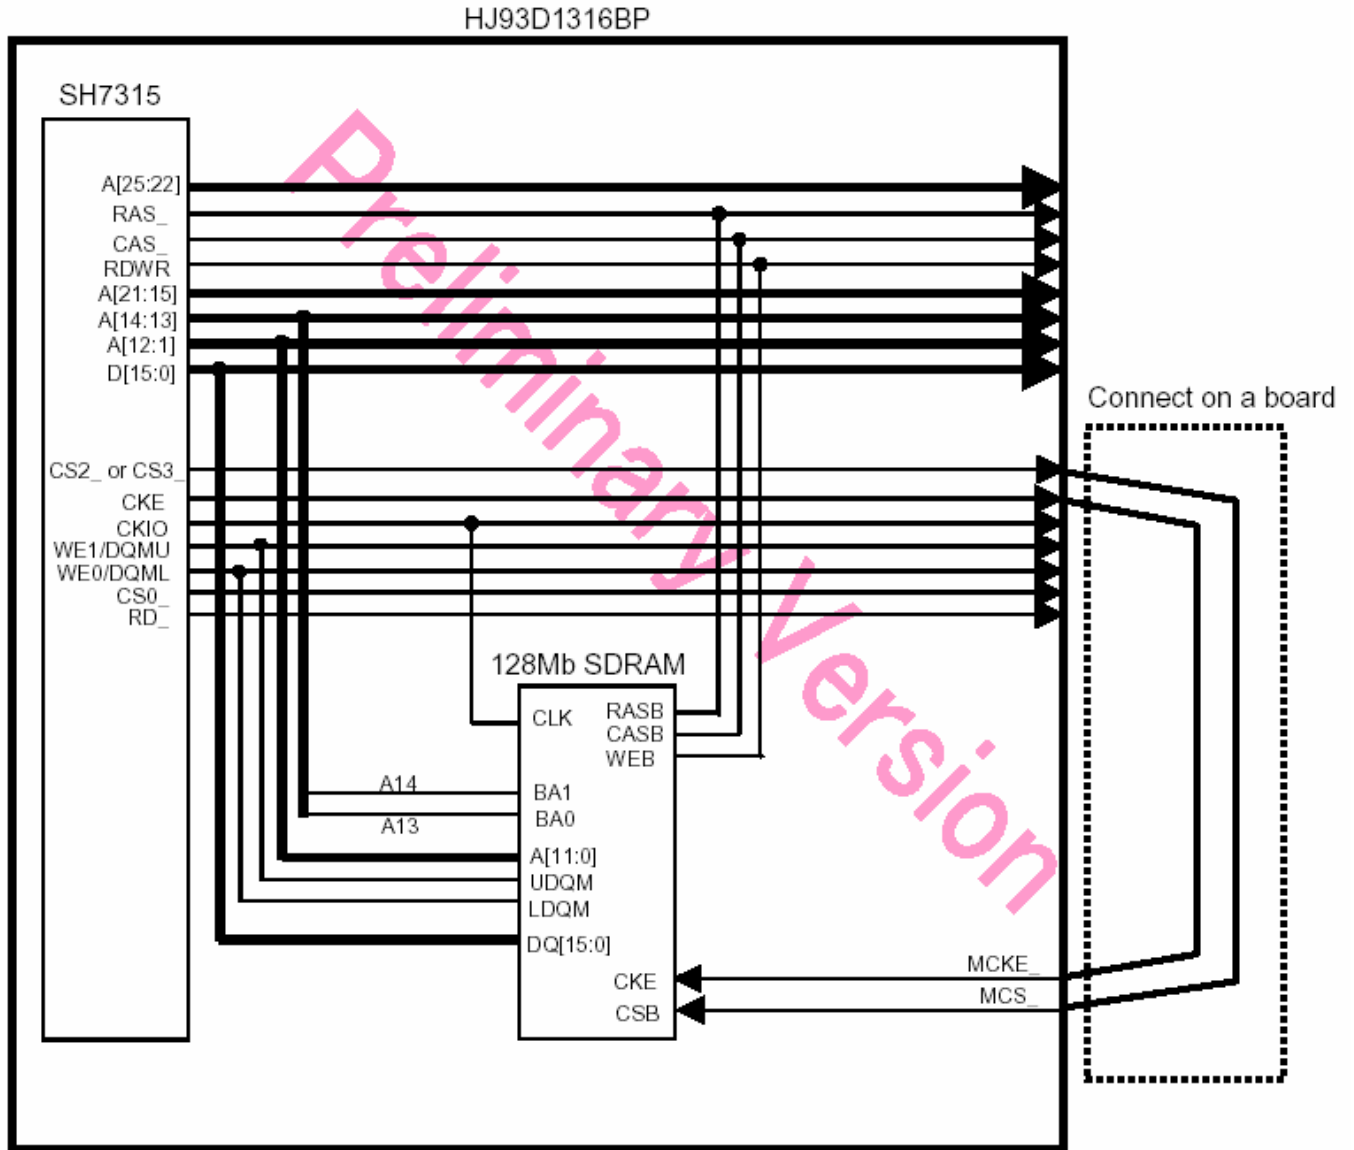 HJ93D1316BP
SH7315
A[25:22]
RAS_
CAS_
RDWR
A[21:15]
A[14:13]
A[12:1]
D[15:0]
Connect on a board
CS2_ or CS3_
CKE
CKIO
WE1/DQMU
WE0/DQML
CS0_
RD_
128Mb SDRAM
CLK
RASB
CASB
WEB
A14
BA1
A13
BA0
A[11:0]
UDQM
LDQM
DQ[15:0]
CKE
MCKE_
CSB
MCS_
Preliminary Version